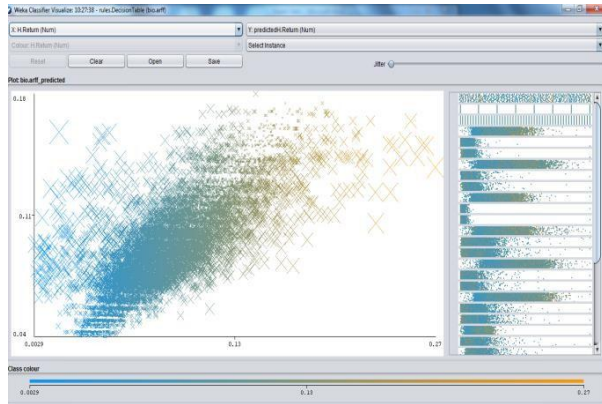 Weka Classifier Visualize: 10:27:38 - rules.DecisionTable (bio.arff)
X: H.Return (Num)
Y: predictedH.Return (Num)
Colour: H.Return (Num)
Select Instance
Reset
Clear
Open
Save
Jitter
Plot: bio.arff_predicted
0.18
0.11
0.04
0.0029
0.13
0.27
Class colour
0.0029
0.13
0.27